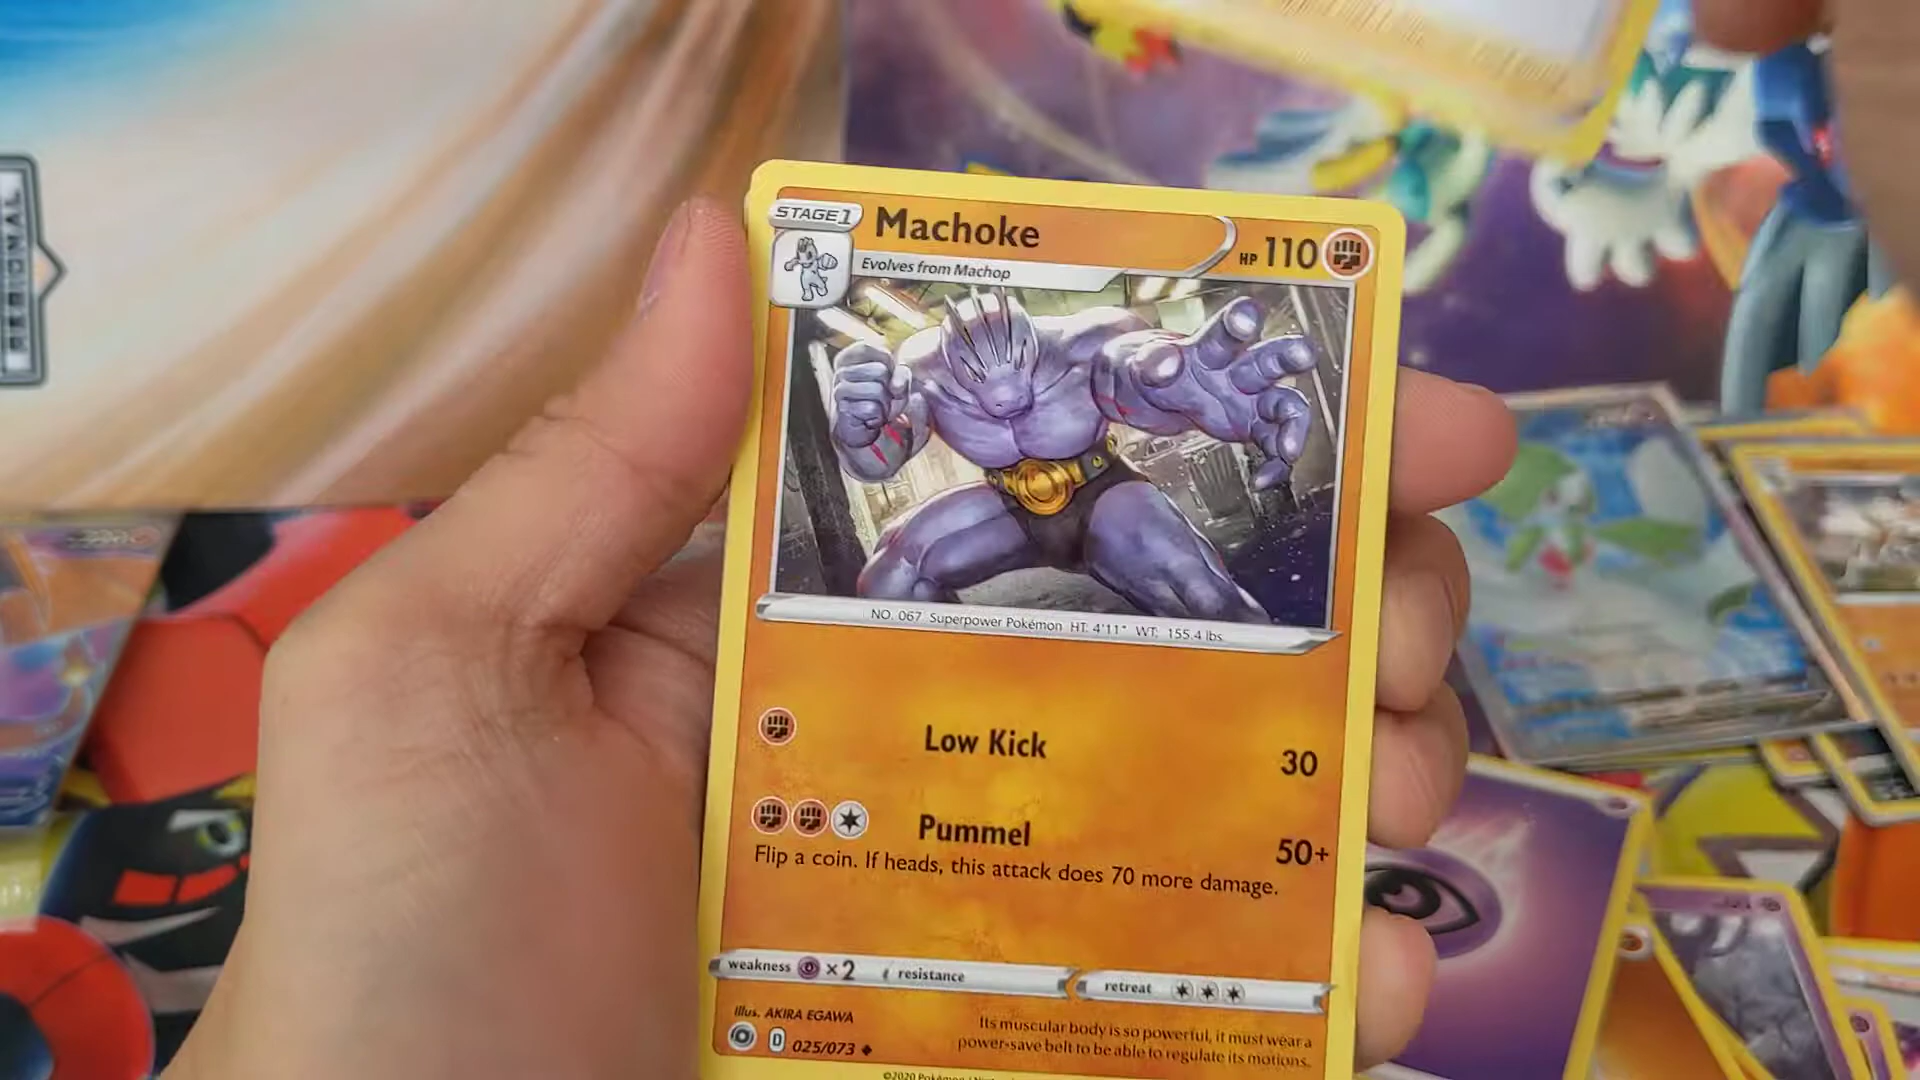 REGIONAL
STAGE 1
Machoke
HP 110
Evolves from Machop
NO. 067 Superpower Pokémon HT: 4'11" WT: 155.4 lbs.
Low Kick 30
Pummel 50+
Flip a coin. If heads, this attack does 70 more damage.
weakness ×2 resistance retreat
Illus. AKIRA EGAWA
D 025/073
Its muscular body is so powerful, it must wear a
power-save belt to be able to regulate its motions.
©2020 Pokémon